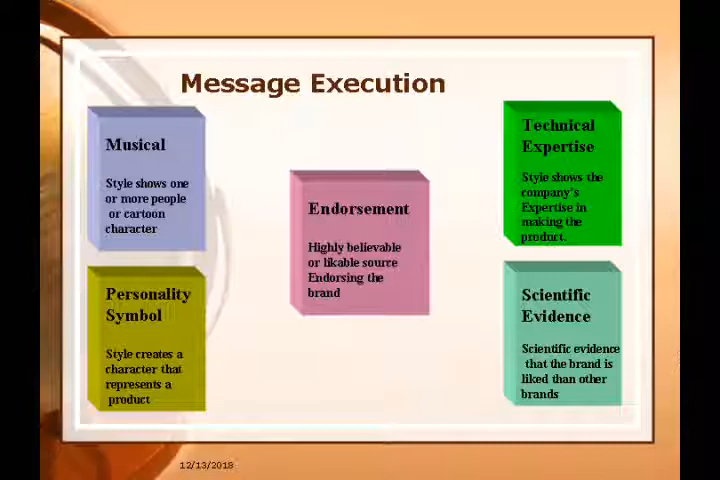 Message Execution
Musical
Style shows one
or more people
or cartoon
character
Personality
Symbol
Style creates a
character that
represents a
product
Endorsement
Highly believable
or likable source
Endorsing the
brand
Technical
Expertise
Style shows the
company's
Expertise in
making the
product.
Scientific
Evidence
Scientific evidence
that the brand is
liked than other
brands
12/13/2018